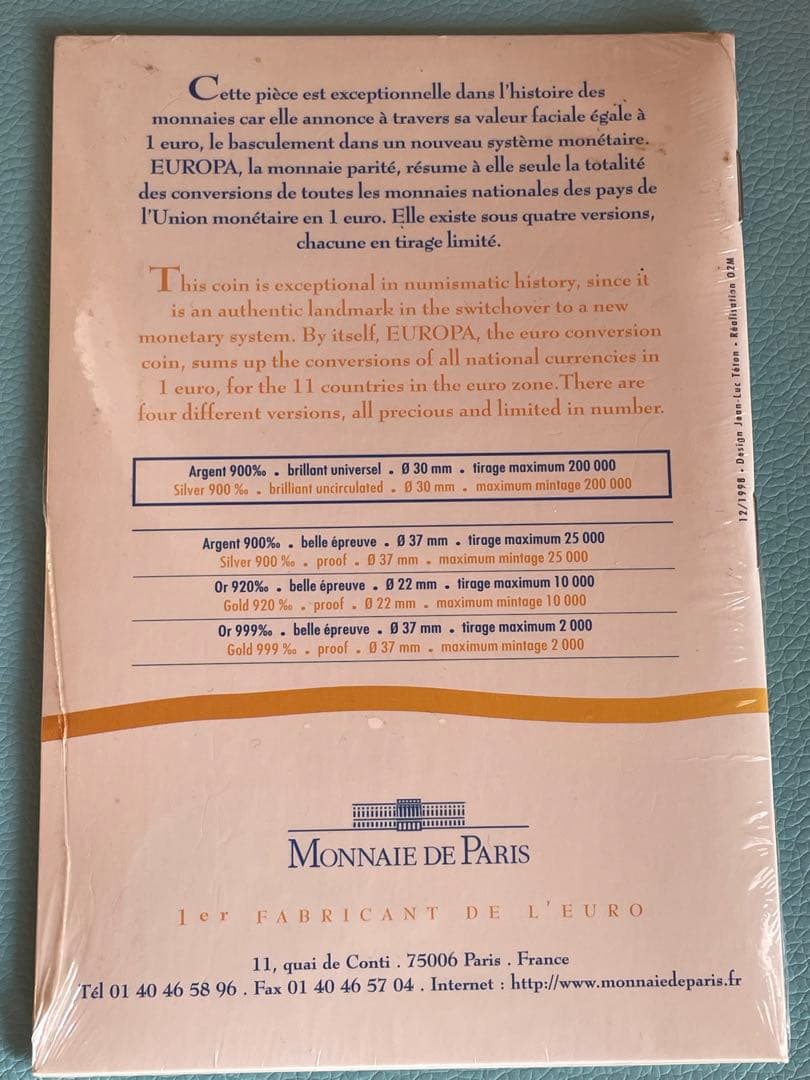 Cette pièce est exceptionnelle dans l'histoire des
monnaies car elle annonce à travers sa valeur faciale égale à
1 euro, le basculement dans un nouveau système monétaire.
EUROPA, la monnaie parité, résume à elle seule la totalité
des conversions de toutes les monnaies nationales des pays de
l'Union monétaire en 1 euro. Elle existe sous quatre versions,
chacune en tirage limité.
This coin is exceptional in numismatic history, since it
is an authentic landmark in the switchover to a new
monetary system. By itself, EUROPA, the euro conversion
coin, sums up the conversions of all national currencies in
1 euro, for the 11 countries in the euro zone.There are
four different versions, all precious and limited in number.
Argent 900‰ . brillant universel . Ø 30 mm . tirage maximum 200 000
Silver 900 ‰ . brilliant uncirculated . Ø 30 mm . maximum mintage 200 000
Argent 900‰ . belle épreuve . Ø 37 mm . tirage maximum 25 000
Silver 900 ‰ . proof . Ø 37 mm . maximum mintage 25 000
Or 920‰ . belle épreuve . Ø 22 mm . tirage maximum 10 000
Gold 920 ‰ . proof . Ø 22 mm . maximum mintage 10 000
Or 999‰ . belle épreuve . Ø 37 mm . tirage maximum 2 000
Gold 999 ‰ . proof . Ø 37 mm . maximum mintage 2 000
12/1998 . Design Jean-Luc Téton . Réalisation O2M
MONNAIE DE PARIS
1er FABRICANT DE L'EURO
11, quai de Conti . 75006 Paris . France
Tél 01 40 46 58 96 . Fax 01 40 46 57 04 . Internet : http://www.monnaiedeparis.fr